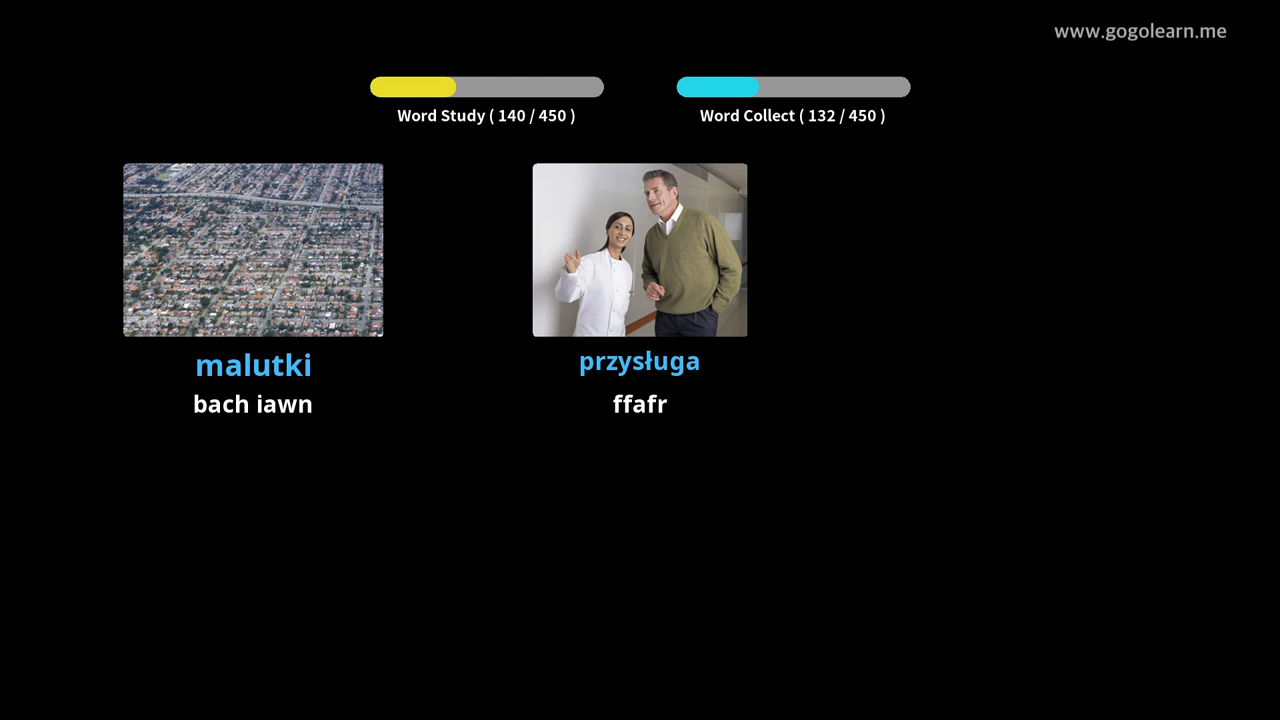 www.gogolearn.me
Word Study ( 140 / 450 )
Word Collect ( 132 / 450 )
malutki
bach iawn
przysługa
ffafr